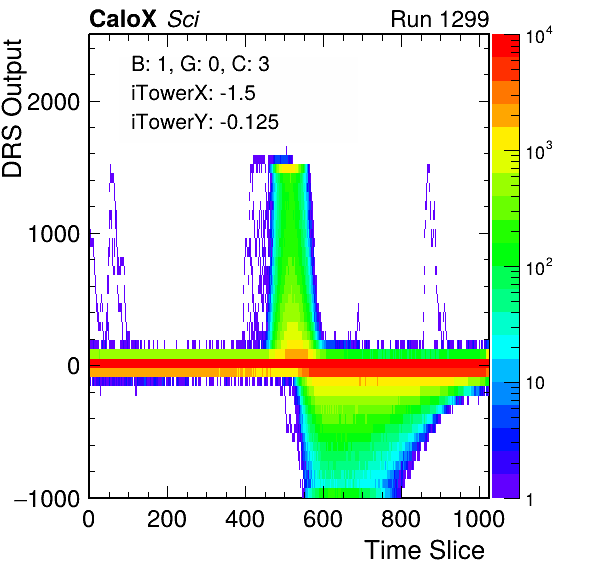 CaloX Sci Run 1299
B: 1, G: 0, C: 3
iTowerX: -1.5
iTowerY: -0.125
DRS Output
2000
1000
0
−1000
0 200 400 600 800 1000
Time Slice
10^4
10^3
10^2
10
1